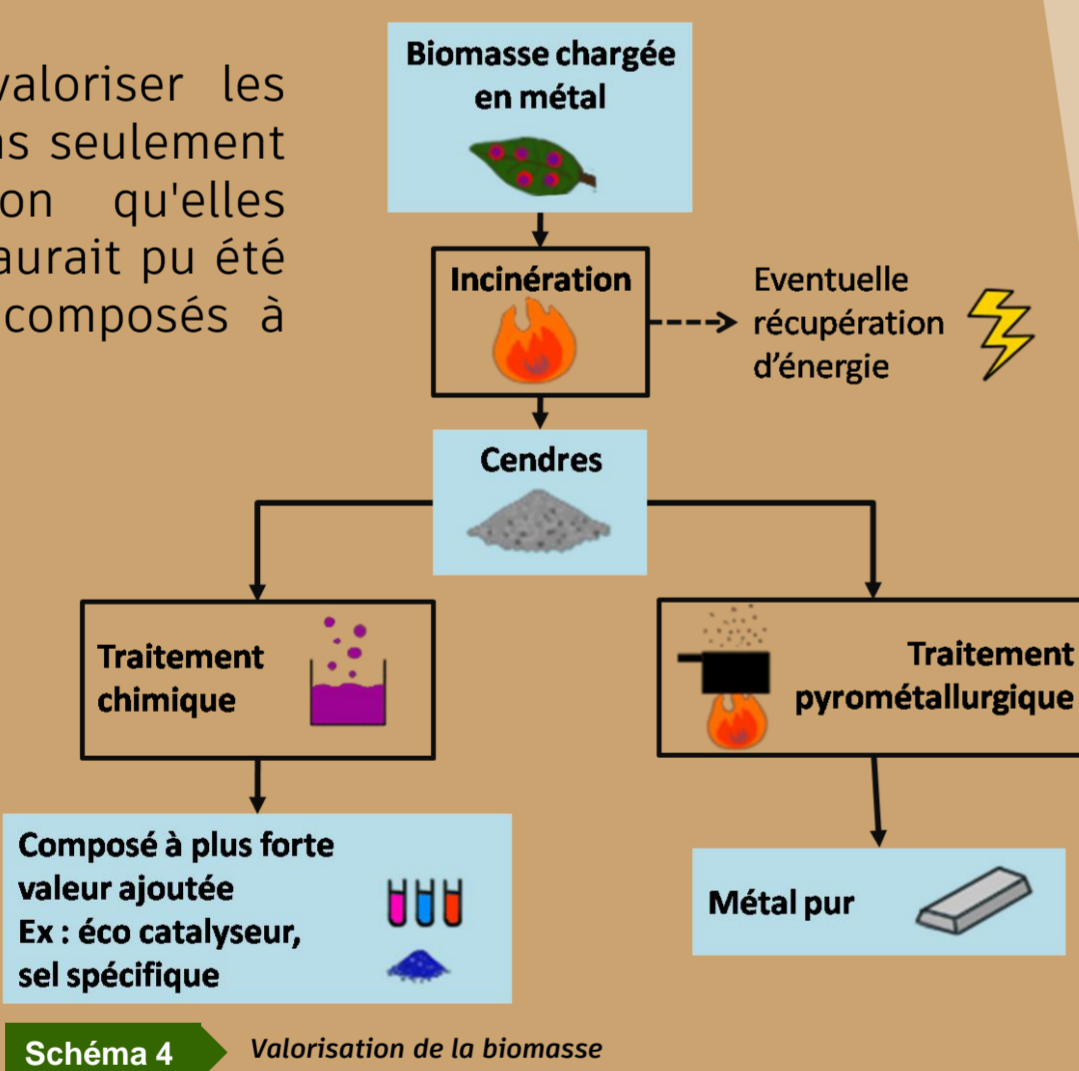 valoriser les
seulement
qu'elles
aurait pu été
composés à
Biomasse chargée
en métal
Incinération
Eventuelle
récupération
d'énergie
Cendres
Traitement
chimique
Traitement
pyrométallurgique
Composé à plus forte
valeur ajoutée
Ex : éco catalyseur,
sel spécifique
Métal pur
Schéma 4
Valorisation de la biomasse